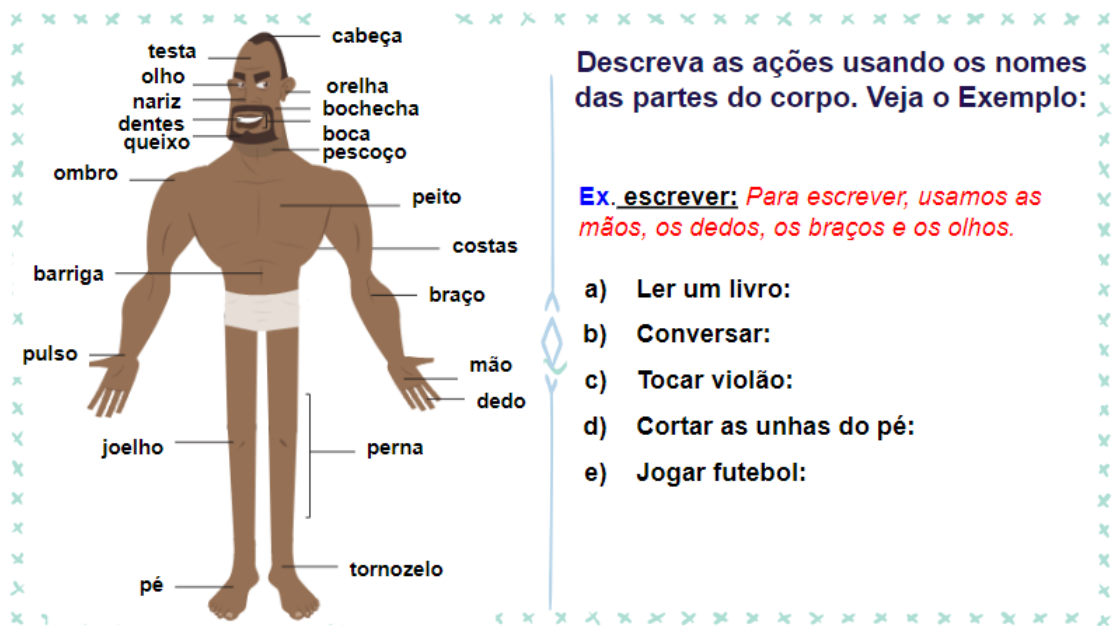 cabeça
testa
olho
orelha
nariz
bochecha
dentes
boca
queixo
pescoço
ombro
peito
costas
barriga
braço
pulso
mão
dedo
joelho
perna
tornozelo
pé
Descreva as ações usando os nomes
das partes do corpo. Veja o Exemplo:
Ex. escrever: Para escrever, usamos as
mãos, os dedos, os braços e os olhos.
a) Ler um livro:
b) Conversar:
c) Tocar violão:
d) Cortar as unhas do pé:
e) Jogar futebol: